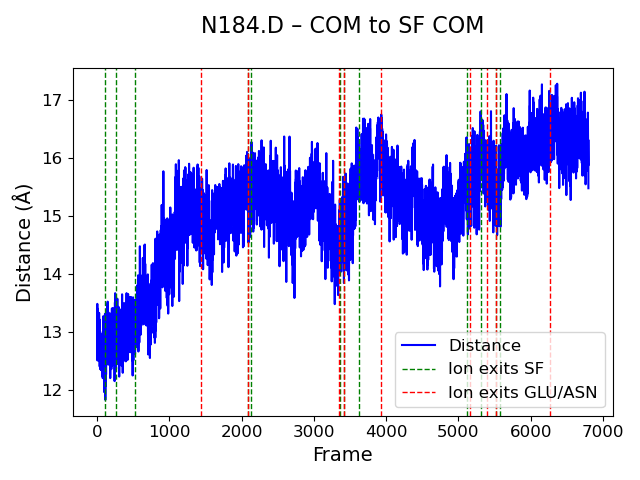 N184.D – COM to SF COM
Distance (Å)
17
16
15
14
13
12
Distance
Ion exits SF
Ion exits GLU/ASN
0 1000 2000 3000 4000 5000 6000 7000
Frame